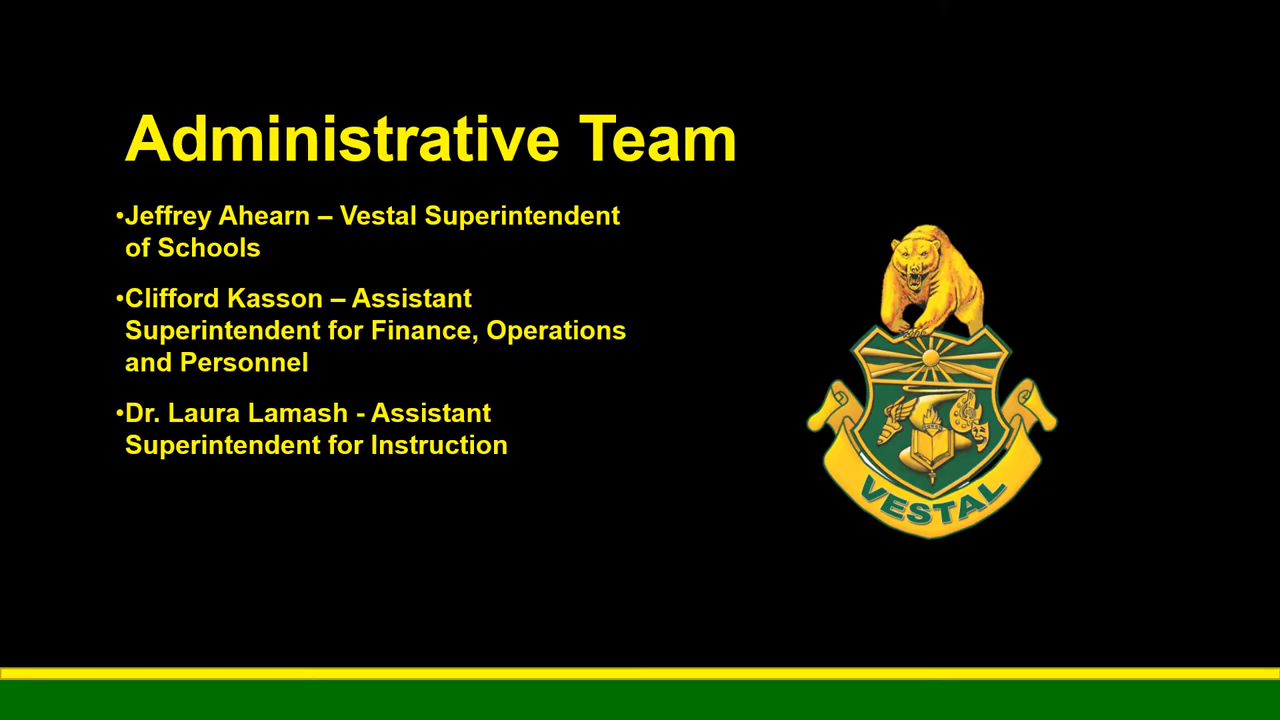 Administrative Team
•Jeffrey Ahearn – Vestal Superintendent
of Schools
•Clifford Kasson – Assistant
Superintendent for Finance, Operations
and Personnel
•Dr. Laura Lamash - Assistant
Superintendent for Instruction
VESTAL